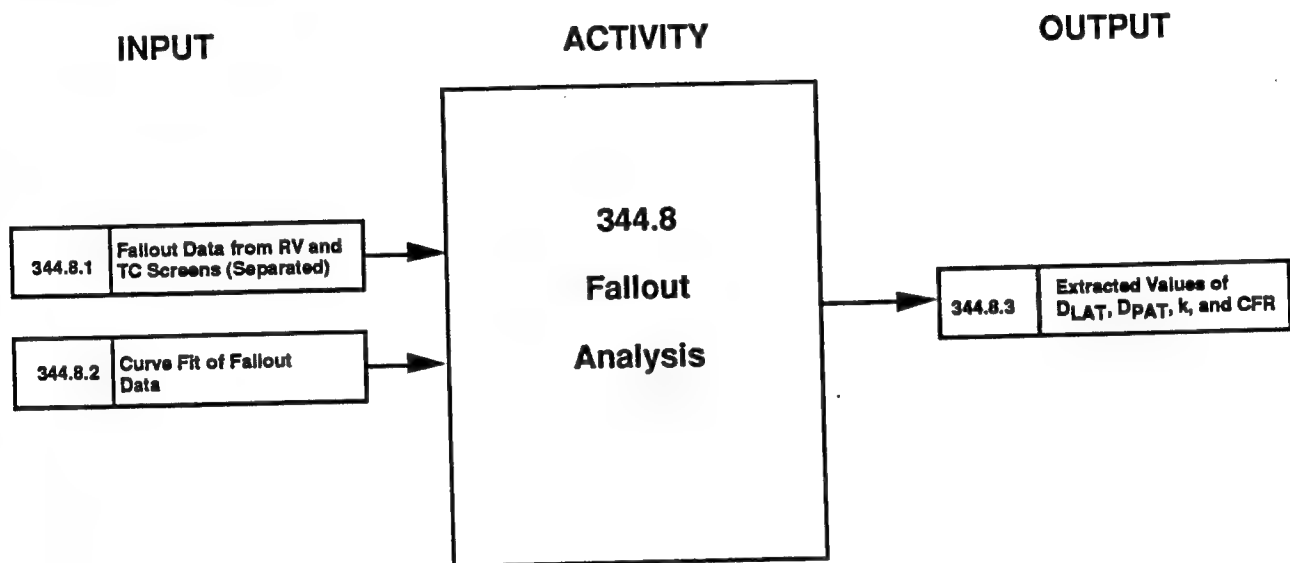 INPUT
ACTIVITY
OUTPUT
344.8.1
Fallout Data from RV and
TC Screens (Separated)
344.8.2
Curve Fit of Fallout
Data
344.8
Fallout
Analysis
344.8.3
Extracted Values of
DLAT, DPAT, k, and CFR